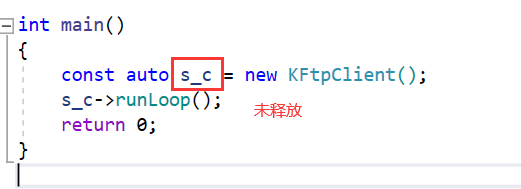 int main()
{
const auto s_c = new KFtpClient();
s_c->runLoop();
未释放
return 0;
}